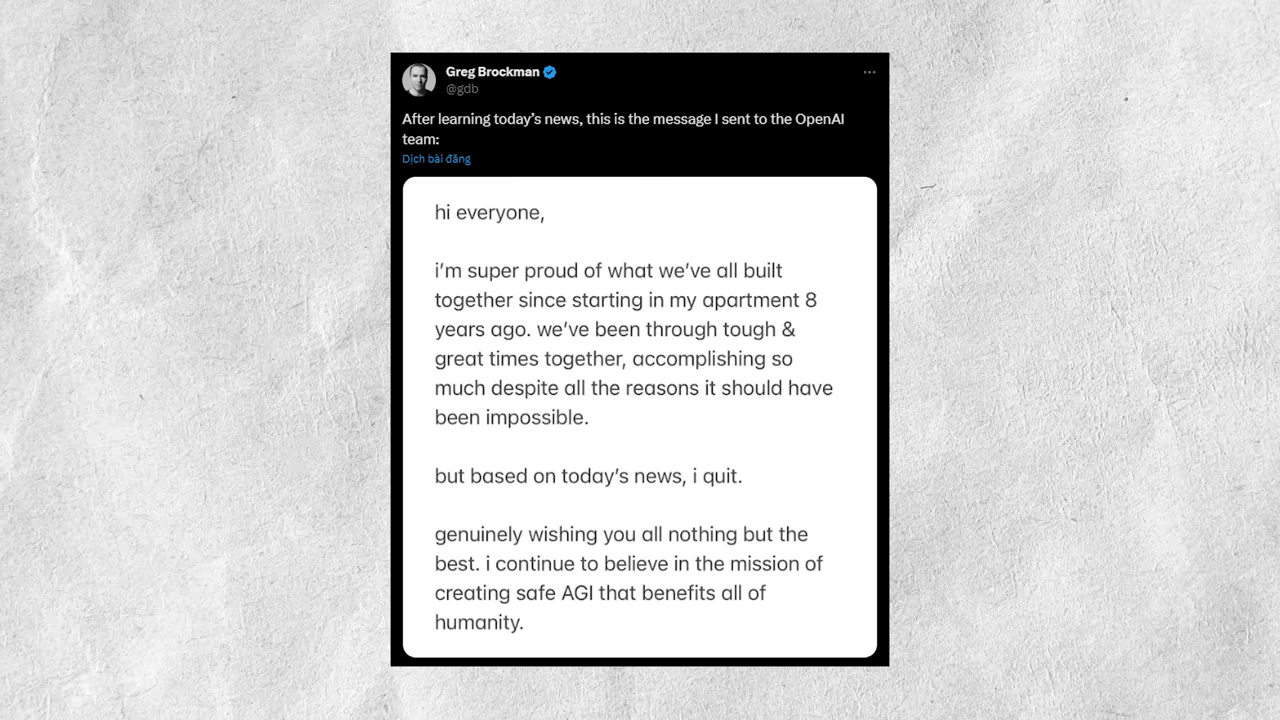 Greg Brockman
@gdb
After learning today’s news, this is the message I sent to the OpenAI
team:
Dịch bài đăng
hi everyone,
i’m super proud of what we’ve all built
together since starting in my apartment 8
years ago. we’ve been through tough &
great times together, accomplishing so
much despite all the reasons it should have
been impossible.
but based on today’s news, i quit.
genuinely wishing you all nothing but the
best. i continue to believe in the mission of
creating safe AGI that benefits all of
humanity.